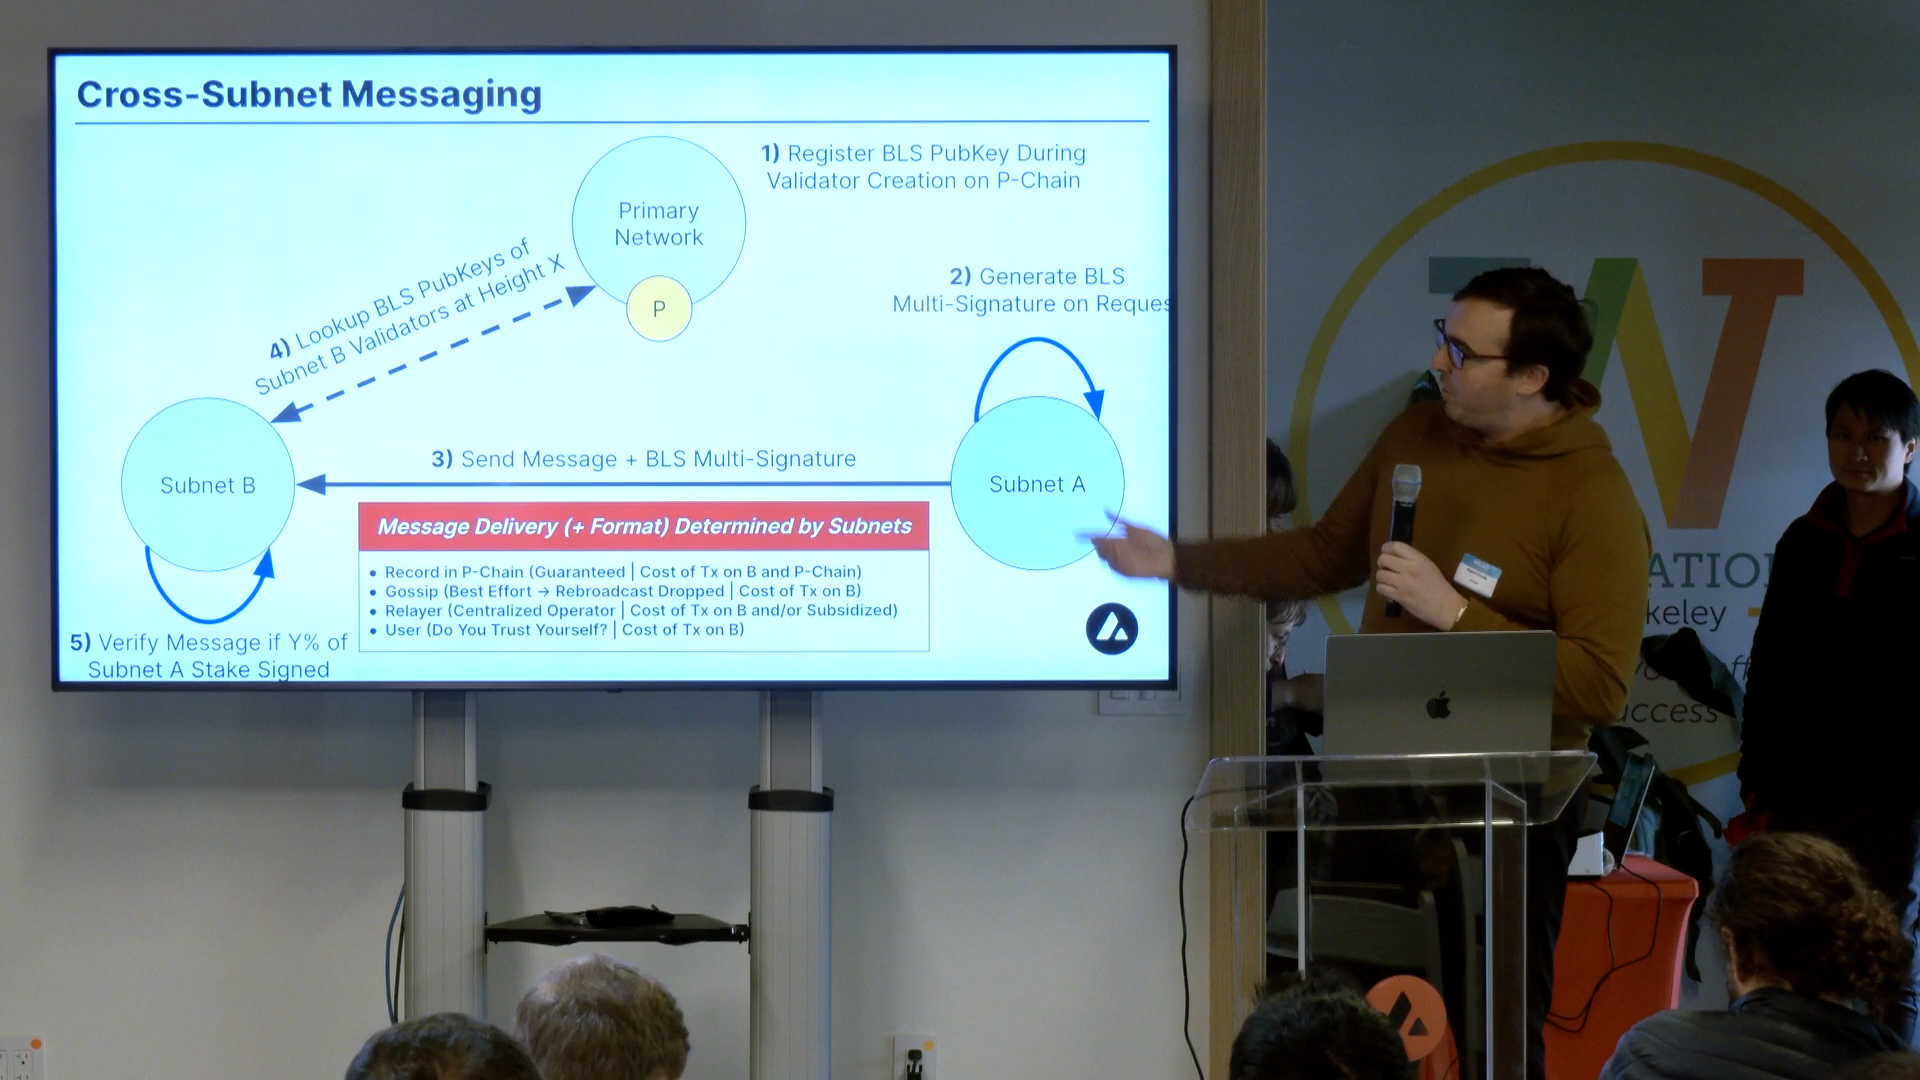 Cross-Subnet Messaging
1) Register BLS PubKey During
Validator Creation on P-Chain
Primary
Network
P
2) Generate BLS
Multi-Signature on Reques
4) Lookup BLS PubKeys of
Subnet B Validators at Height X
3) Send Message + BLS Multi-Signature
Subnet B
Subnet A
Message Delivery (+ Format) Determined by Subnets
• Record in P-Chain (Guaranteed | Cost of Tx on B and P-Chain)
• Gossip (Best Effort → Rebroadcast Dropped | Cost of Tx on B)
• Relayer (Centralized Operator | Cost of Tx on B and/or Subsidized)
• User (Do You Trust Yourself? | Cost of Tx on B)
5) Verify Message if Y% of
Subnet A Stake Signed
ATIO
keley
uccess